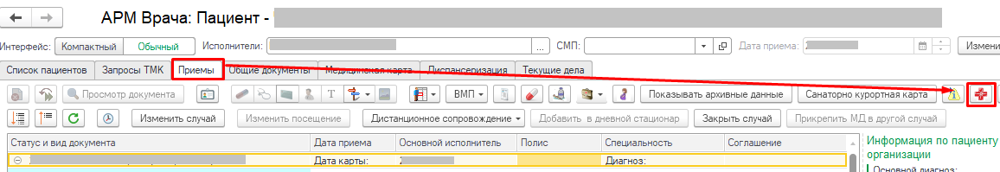 АРМ Врача: Пациент -
Интерфейс: Компактный Обычный Исполнители: ... СМП: Дата приема: Измени
Список пациентов Запросы ТМК Приемы Общие документы Медицинская карта Диспансеризация Текущие дела
Просмотр документа Т ВМП Показывать архивные данные Санаторно курортная карта
Изменить случай Изменить посещение Дистанционное сопровождение Добавить в дневной стационар Закрыть случай Прикрепить МД в другой случай
Статус и вид документа Дата приема Основной исполнитель Полис Специальность Соглашение
Информация по пациенту
организации
Дата карты: Диагноз:
Основной диагноз: